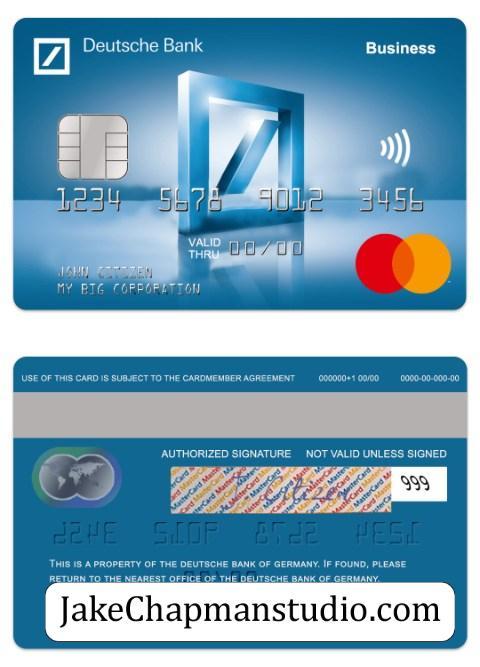 Deutsche Bank
Business
1234 5678 9012 3456
VALID
THRU 00/00
JOHN CITIZEN
MY BIG CORPORATION
USE OF THIS CARD IS SUBJECT TO THE CARDMEMBER AGREEMENT 000000+1 00/00 0000-00-000-00
AUTHORIZED SIGNATURE NOT VALID UNLESS SIGNED
MasterCard
Citizen
999
THIS IS A PROPERTY OF THE DEUTSCHE BANK OF GERMANY. IF FOUND, PLEASE
RETURN TO THE NEAREST OFFICE OF THE DEUTSCHE BANK OF GERMANY.
JakeChapmanstudio.com